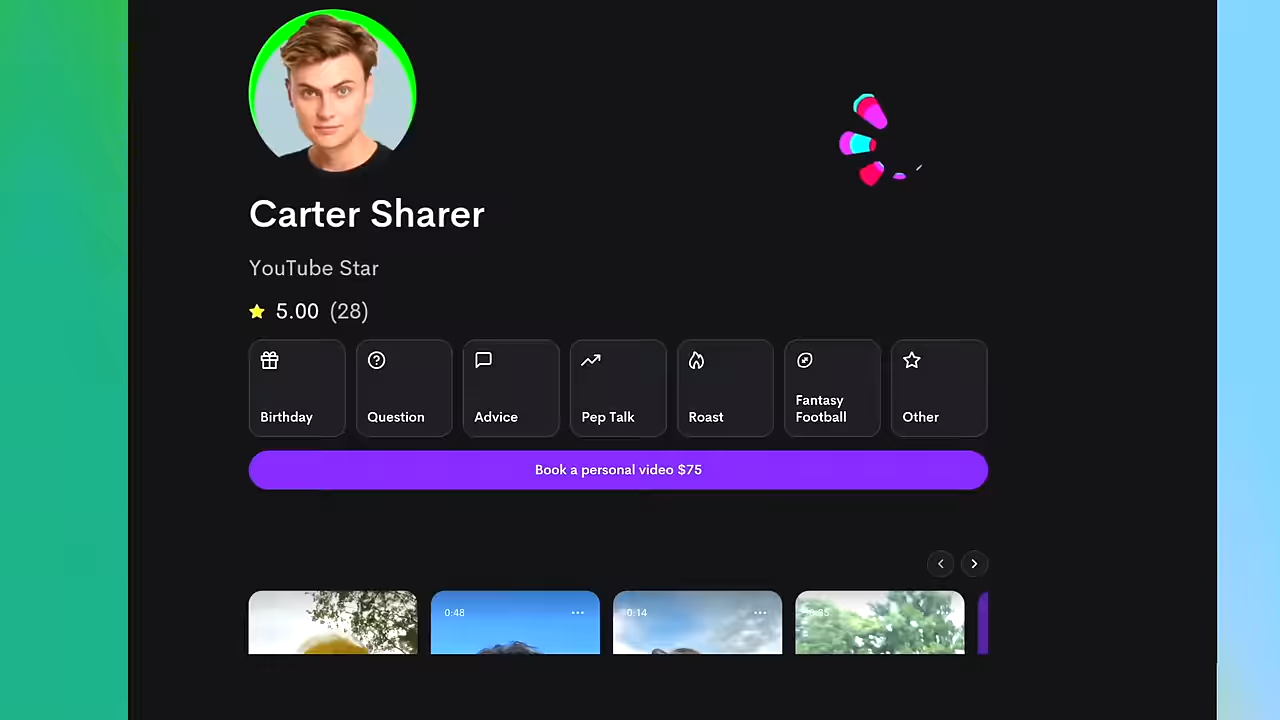 Carter Sharer
YouTube Star
5.00 (28)
Birthday
Question
Advice
Pep Talk
Roast
Fantasy
Football
Other
Book a personal video $75
0:48
0:14